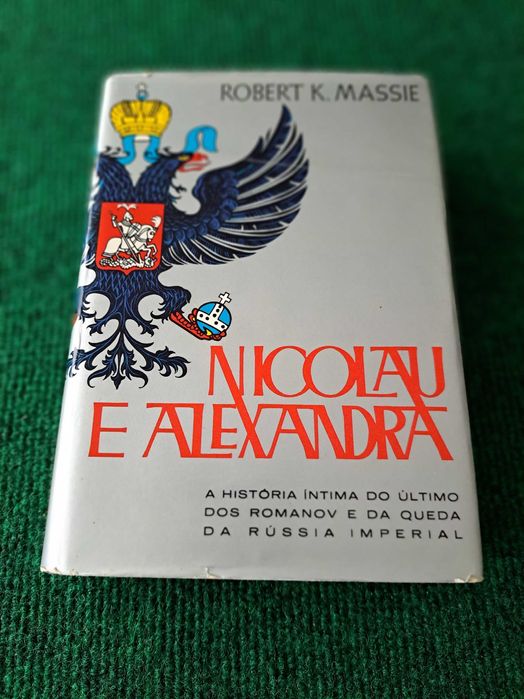 ROBERT K. MASSIE
NICOLAU
E ALEXANDRA
A HISTÓRIA ÍNTIMA DO ÚLTIMO
DOS ROMANOV E DA QUEDA
DA RÚSSIA IMPERIAL